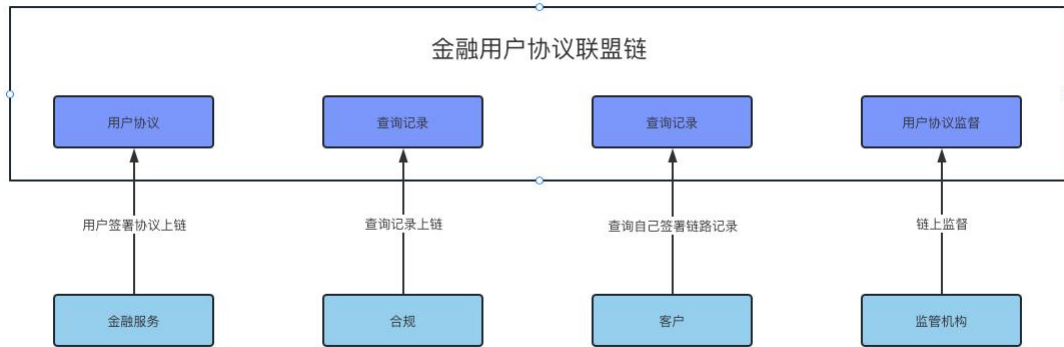 金融用户协议联盟链
用户协议
查询记录
查询记录
用户协议监督
用户签署协议上链
查询记录上链
查询自己签署链路记录
链上监督
金融服务
合规
客户
监管机构